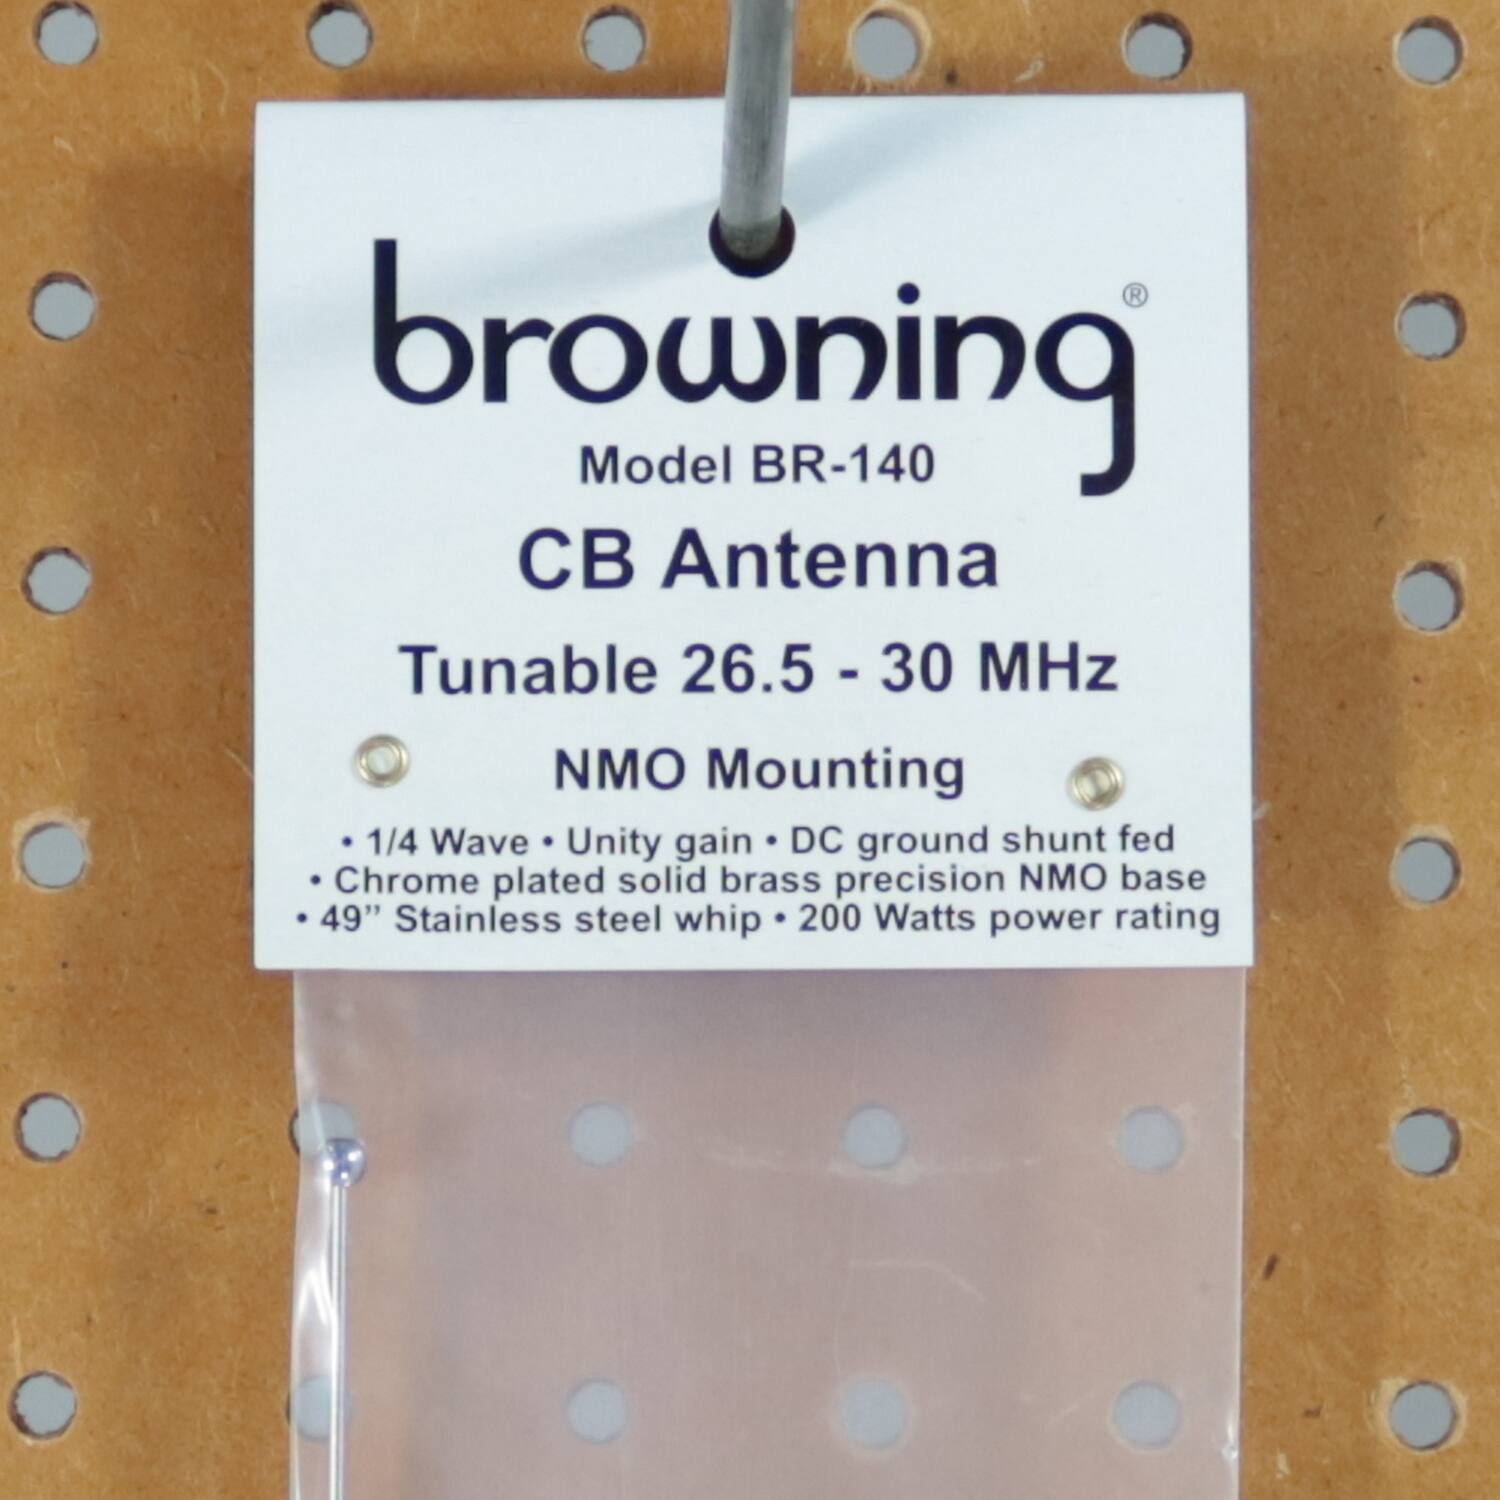 browning®
Model BR-140
CB Antenna
Tunable 26.5 - 30 MHz
NMO Mounting
• 1/4 Wave • Unity gain • DC ground shunt fed
• Chrome plated solid brass precision NMO base
• 49” Stainless steel whip • 200 Watts power rating